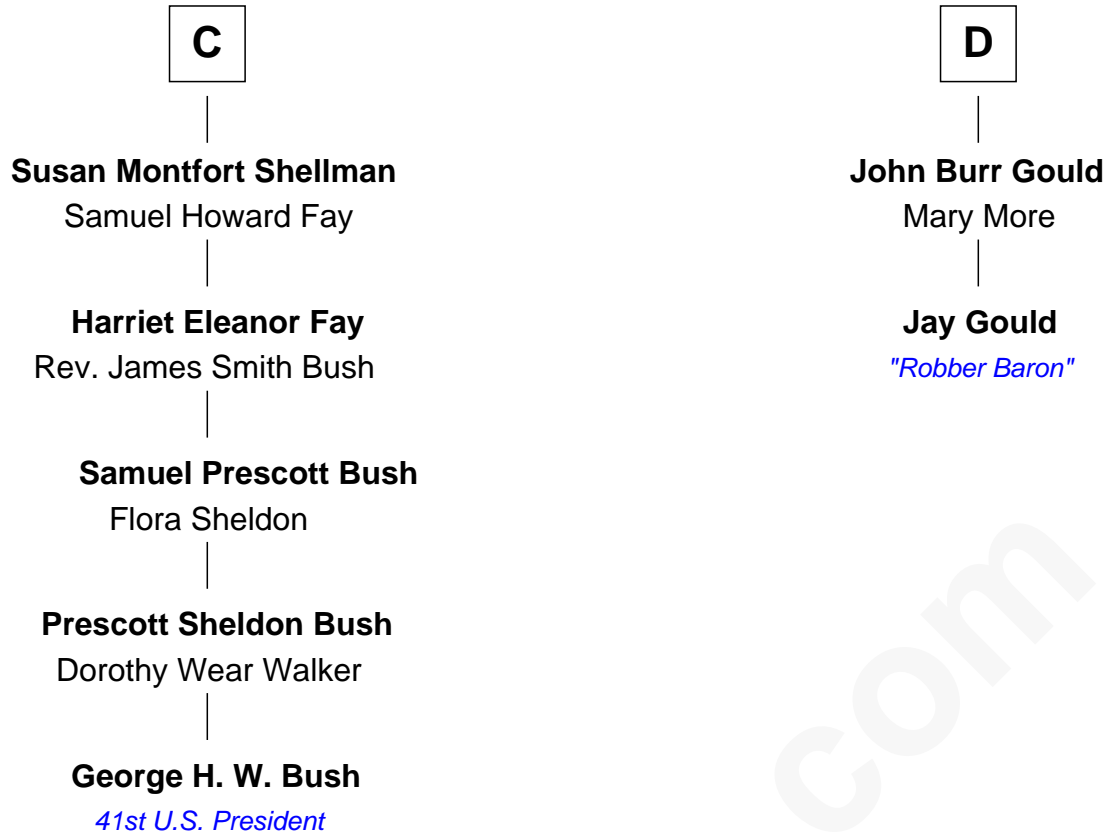 C
Susan Montfort Shellman
Samuel Howard Fay
Harriet Eleanor Fay
Rev. James Smith Bush
Samuel Prescott Bush
Flora Sheldon
Prescott Sheldon Bush
Dorothy Wear Walker
George H. W. Bush
41st U.S. President
D
John Burr Gould
Mary More
Jay Gould
"Robber Baron"
com